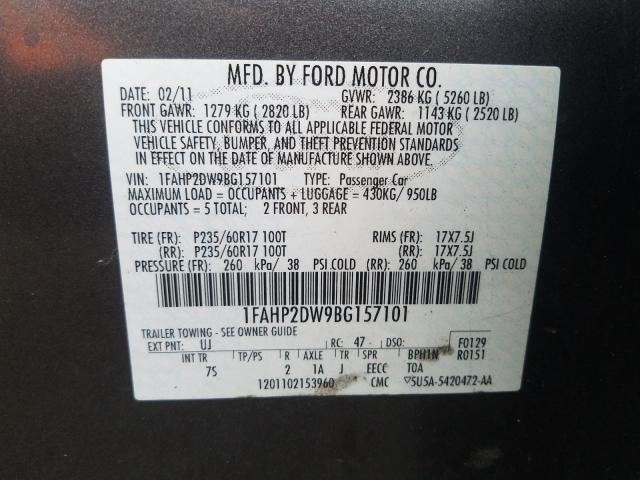 MFD. BY FORD MOTOR CO.
DATE: 02/11 GVWR: 2386 KG ( 5260 LB)
FRONT GAWR: 1279 KG ( 2820 LB) REAR GAWR: 1143 KG ( 2520 LB)
THIS VEHICLE CONFORMS TO ALL APPLICABLE FEDERAL MOTOR
VEHICLE SAFETY, BUMPER, AND THEFT PREVENTION STANDARDS
IN EFFECT ON THE DATE OF MANUFACTURE SHOWN ABOVE.
VIN: 1FAHP2DW9BG157101 TYPE: Passenger Car
MAXIMUM LOAD = OCCUPANTS + LUGGAGE = 430KG/ 950LB
OCCUPANTS = 5 TOTAL; 2 FRONT, 3 REAR
TIRE (FR): P235/60R17 100T RIMS (FR): 17X7.5J
(RR): P235/60R17 100T (RR): 17X7.5J
PRESSURE (FR): 260 kPa/ 38 PSI COLD (RR): 260 kPa/ 38 PSI COLD
1FAHP2DW9BG157101
TRAILER TOWING - SEE OWNER GUIDE
EXT PNT: UJ RC: 47 DSO: F0129
INT TR TP/PS R AXLE TR SPR BPHIN R0151
7S 2 1A J EECC TOA
1201102153960 CMC ▽5U5A-5420472-AA